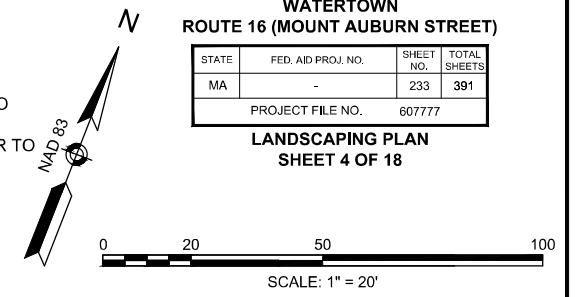 WATERTOWN
ROUTE 16 (MOUNT AUBURN STREET)
STATE FED. AID PROJ. NO. SHEET NO. TOTAL SHEETS
MA - 233 391
PROJECT FILE NO. 607777
LANDSCAPING PLAN
SHEET 4 OF 18
N
O
R TO
NAD 83
0 20 50 100
SCALE: 1" = 20'